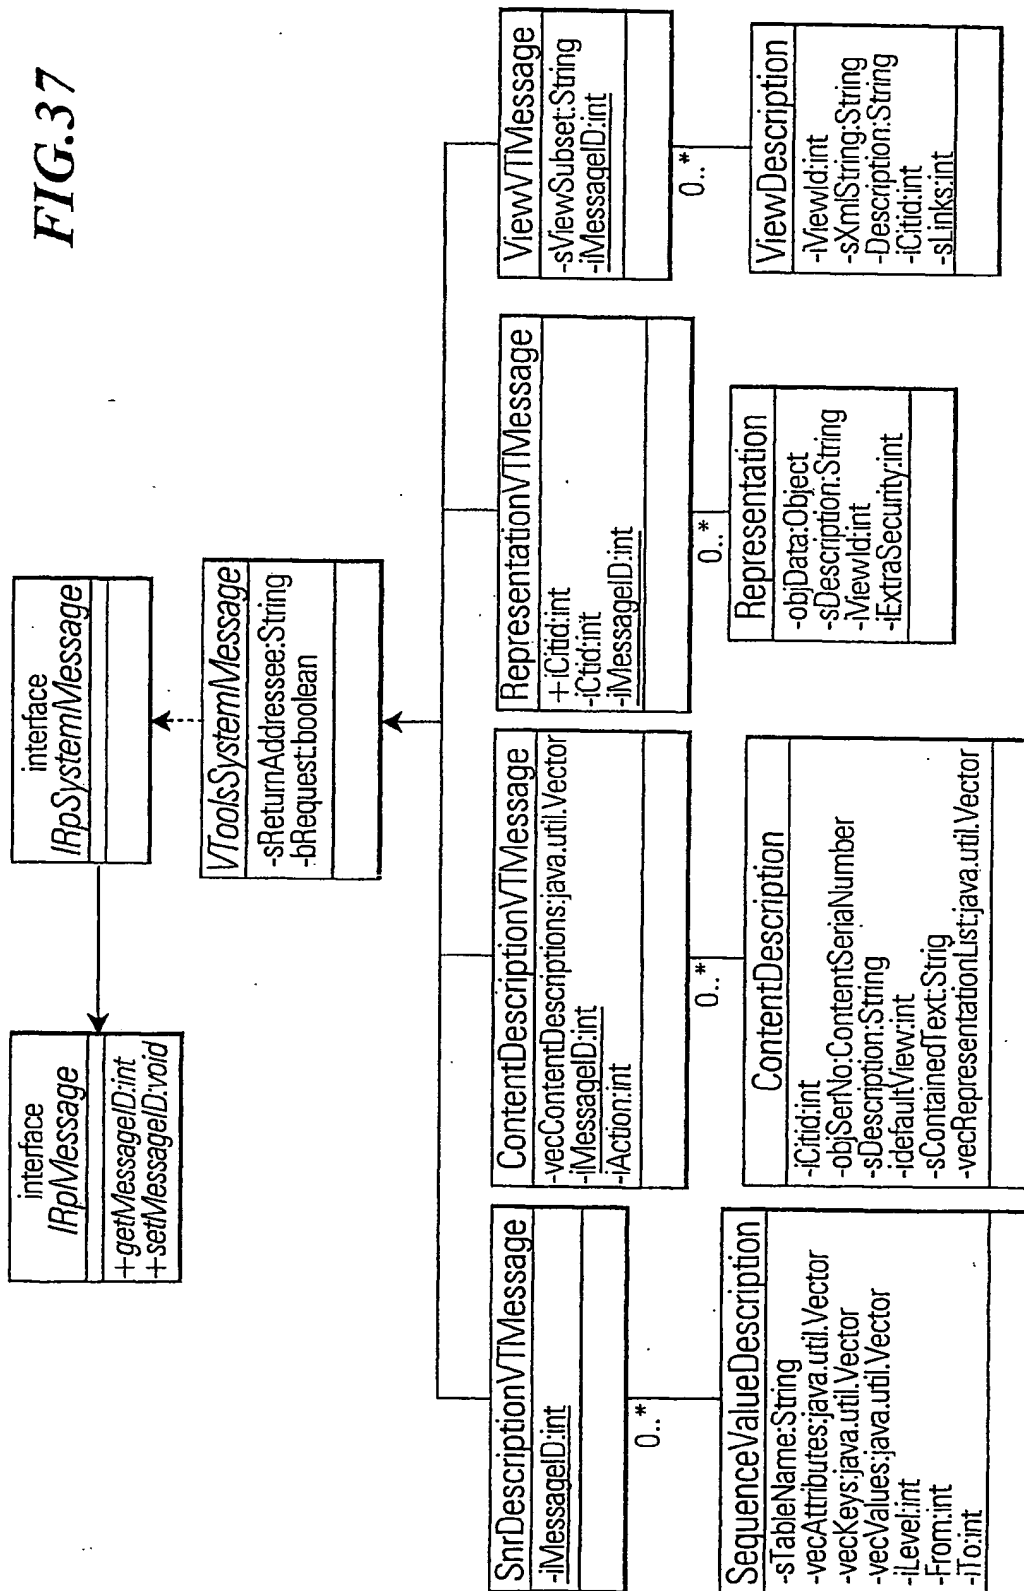 FIG.37
interface
IRpMessage
+getMessageID:int
+setMessageID:void
interface
IRpSystemMessage
VToolsSystemMessage
-sReturnAddressee:String
-bRequest:boolean
SnrDescriptionVTMessage
-iMessageID:int
0..*
SequenceValueDescription
-sTableName:String
-vecAttributes:java.util.Vector
-vecKeys:java.util.Vector
-vecValues:java.util.Vector
-iLevel:int
-From:int
-iTo:int
ContentDescriptionVTMessage
-vecContentDescriptions:java.util.Vector
-iMessageID:int
-iAction:int
0..*
ContentDescription
-iCitid:int
-objSerNo:ContentSeriaNumber
-sDescription:String
-idefaultView:int
-sContainedText:Strig
-vecRepresentationList:java.util.Vector
RepresentationVTMessage
+iCitid:int
-iCtid:int
-iMessageID:int
0..*
Representation
-objData:Object
-sDescription:String
-iViewId:int
-iExtraSecurity:int
ViewVTMessage
-sViewSubset:String
-iMessageID:int
0..*
ViewDescription
-iViewId:int
-sXmlString:String
-Description:String
-iCitid:int
-sLinks:int